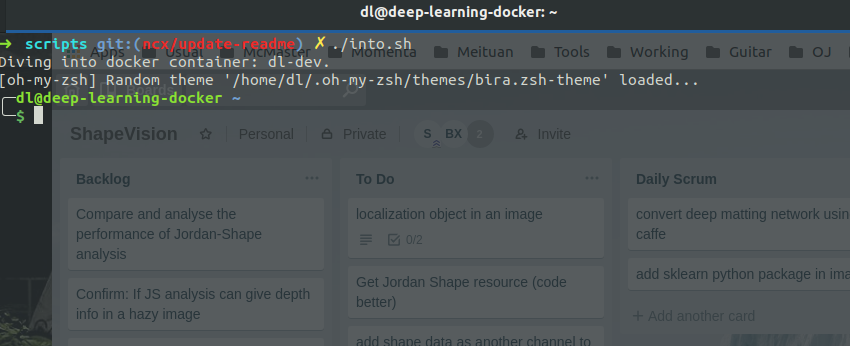 dl@deep-learning-docker: ~
➜ scripts git:(ncx/update-readme) ✗ ./into.sh
Apps Usual McMaster Momenta Meituan Tools Working Guitar OJ
Diving into docker container: dl-dev.
[oh-my-zsh] Random theme '/home/dl/.oh-my-zsh/themes/bira.zsh-theme' loaded...
Boards
╭─dl@deep-learning-docker ~
╰─$
ShapeVision Personal Private S BX 2 Invite
Backlog
Compare and analyse the
performance of Jordan-Shape
analysis
Confirm: If JS analysis can give depth
info in a hazy image
To Do
localization object in an image
0/2
Get Jordan Shape resource (code
better)
add shape data as another channel to
Daily Scrum
convert deep matting network usin
caffe
add sklearn python package in ima
+ Add another card